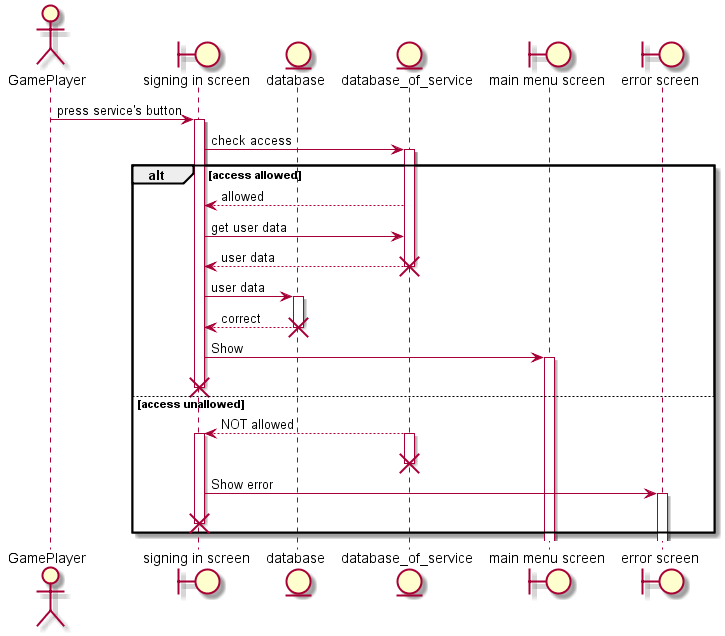 GamePlayer
signing in screen
database
database_of_service
main menu screen
error screen
press service's button
check access
alt
[access allowed]
allowed
get user data
user data
user data
correct
Show
[access unallowed]
NOT allowed
Show error
GamePlayer
signing in screen
database
database_of_service
main menu screen
error screen